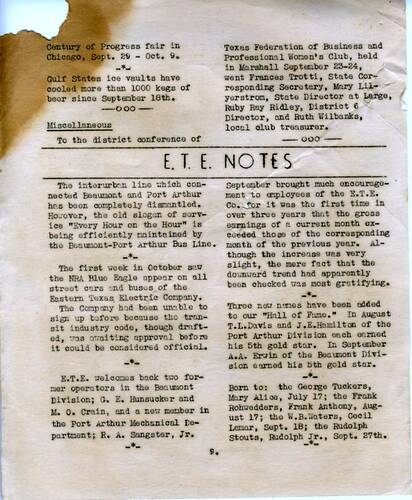 Century of Progress fair in
Chicago, Sept. 29 - Oct. 9.
-*-
Gulf States ice vaults have
cooled more than 1000 kegs of
beer since September 18th.
----ooo----
Miscellaneous
To the district conference of
Texas Federation of Business and
Professional Women's Club, held
in Marshall September 23-24,
went Frances Trotti, State Cor-
responding Secretary, Mary Lil-
yerstrom, State Director at Large,
Ruby Ray Ridley, District 6
Director, and Ruth Wilbanks,
local club treasurer.
---- ooo ----
E.T.E. NOTES
The interurban line which con-
nected Beaumont and Port Arthur
has been completely dismantled.
However, the old slogan of serv-
ice "Every Hour on the Hour" is
being efficiently maintained by
the Beaumont-Port Arthur Bus Line.
-*-
The first week in October saw
the NRA Blue Eagle appear on all
street cars and buses of the
Eastern Texas Electric Company.
The Company had been unable to
sign up before because the tran-
sit industry code, though draft-
ed, was awaiting approval before
it could be considered official.
-*-
E.T.E. welcomes back two for-
mer operators in the Beaumont
Division; G. E. Hunsucker and
M. O. Crain, and a new member in
the Port Arthur Mechanical De-
partment; R. A. Sangster, Jr.
-*-
September brought much encourage-
ment to employees of the E.T.E.
Co. for it was the first time in
over three years that the gross
earnings of a current month ex-
ceeded those of the corresponding
month of the previous year. Al-
though the increase was very
slight, the mere fact that the
downward trend had apparently
been checked was most gratifying.
-*-
Three new names have been added
to our "Hall of Fame." In August
T.L.Davis and J.E.Hamilton of the
Port Arthur Division each earned
his 5th gold star. In September
A.A. Erwin of the Beaumont Divi-
sion earned his 5th gold star.
-*-
Born to: the George Tuckers,
Mary Alice, July 17; the Frank
Rohwedders, Frank Anthony, Aug-
ust 17; the W.B.Waters, Cecil
Lemar, Sept. 18; the Rudolph
Stouts, Rudolph Jr., Sept. 27th.
-*-
9.